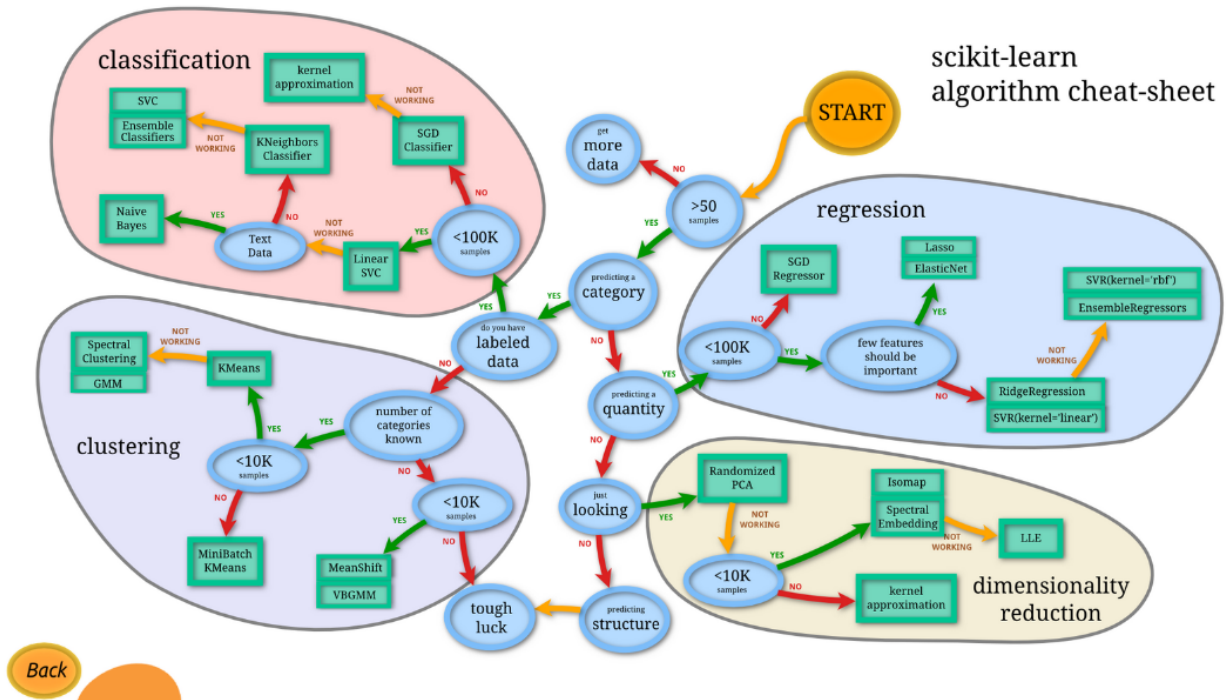 scikit-learn
algorithm cheat-sheet
START
get
more
data
NO
>50
samples
YES
predicting a
category
YES
NO
do you have
labeled
data
YES
NO
predicting a
quantity
YES
NO
just
looking
YES
NO
predicting
structure
tough
luck
classification
kernel
approximation
NOT
WORKING
SGD
Classifier
NO
<100K
samples
YES
Linear
SVC
NOT
WORKING
Text
Data
YES
Naive
Bayes
NO
KNeighbors
Classifier
NOT
WORKING
SVC
Ensemble
Classifiers
regression
<100K
samples
NO
SGD
Regressor
YES
few features
should be
important
YES
Lasso
ElasticNet
NO
RidgeRegression
SVR(kernel='linear')
NOT
WORKING
SVR(kernel='rbf')
EnsembleRegressors
clustering
number of
categories
known
YES
<10K
samples
YES
KMeans
NOT
WORKING
Spectral
Clustering
GMM
NO
MiniBatch
KMeans
NO
<10K
samples
YES
MeanShift
VBGMM
NO
dimensionality
reduction
Randomized
PCA
NOT
WORKING
<10K
samples
YES
Isomap
Spectral
Embedding
NOT
WORKING
LLE
NO
kernel
approximation
Back